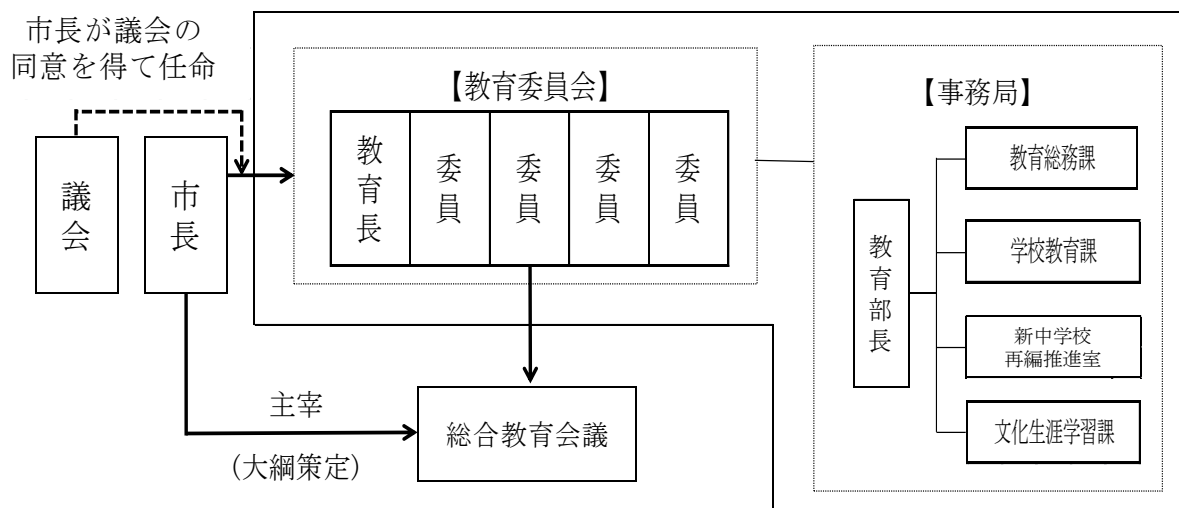 市長が議会の
同意を得て任命
議会
市長
【教育委員会】
教育長
委員
委員
委員
委員
【事務局】
教育部長
教育総務課
学校教育課
新中学校
再編推進室
文化生涯学習課
主宰
(大綱策定)
総合教育会議